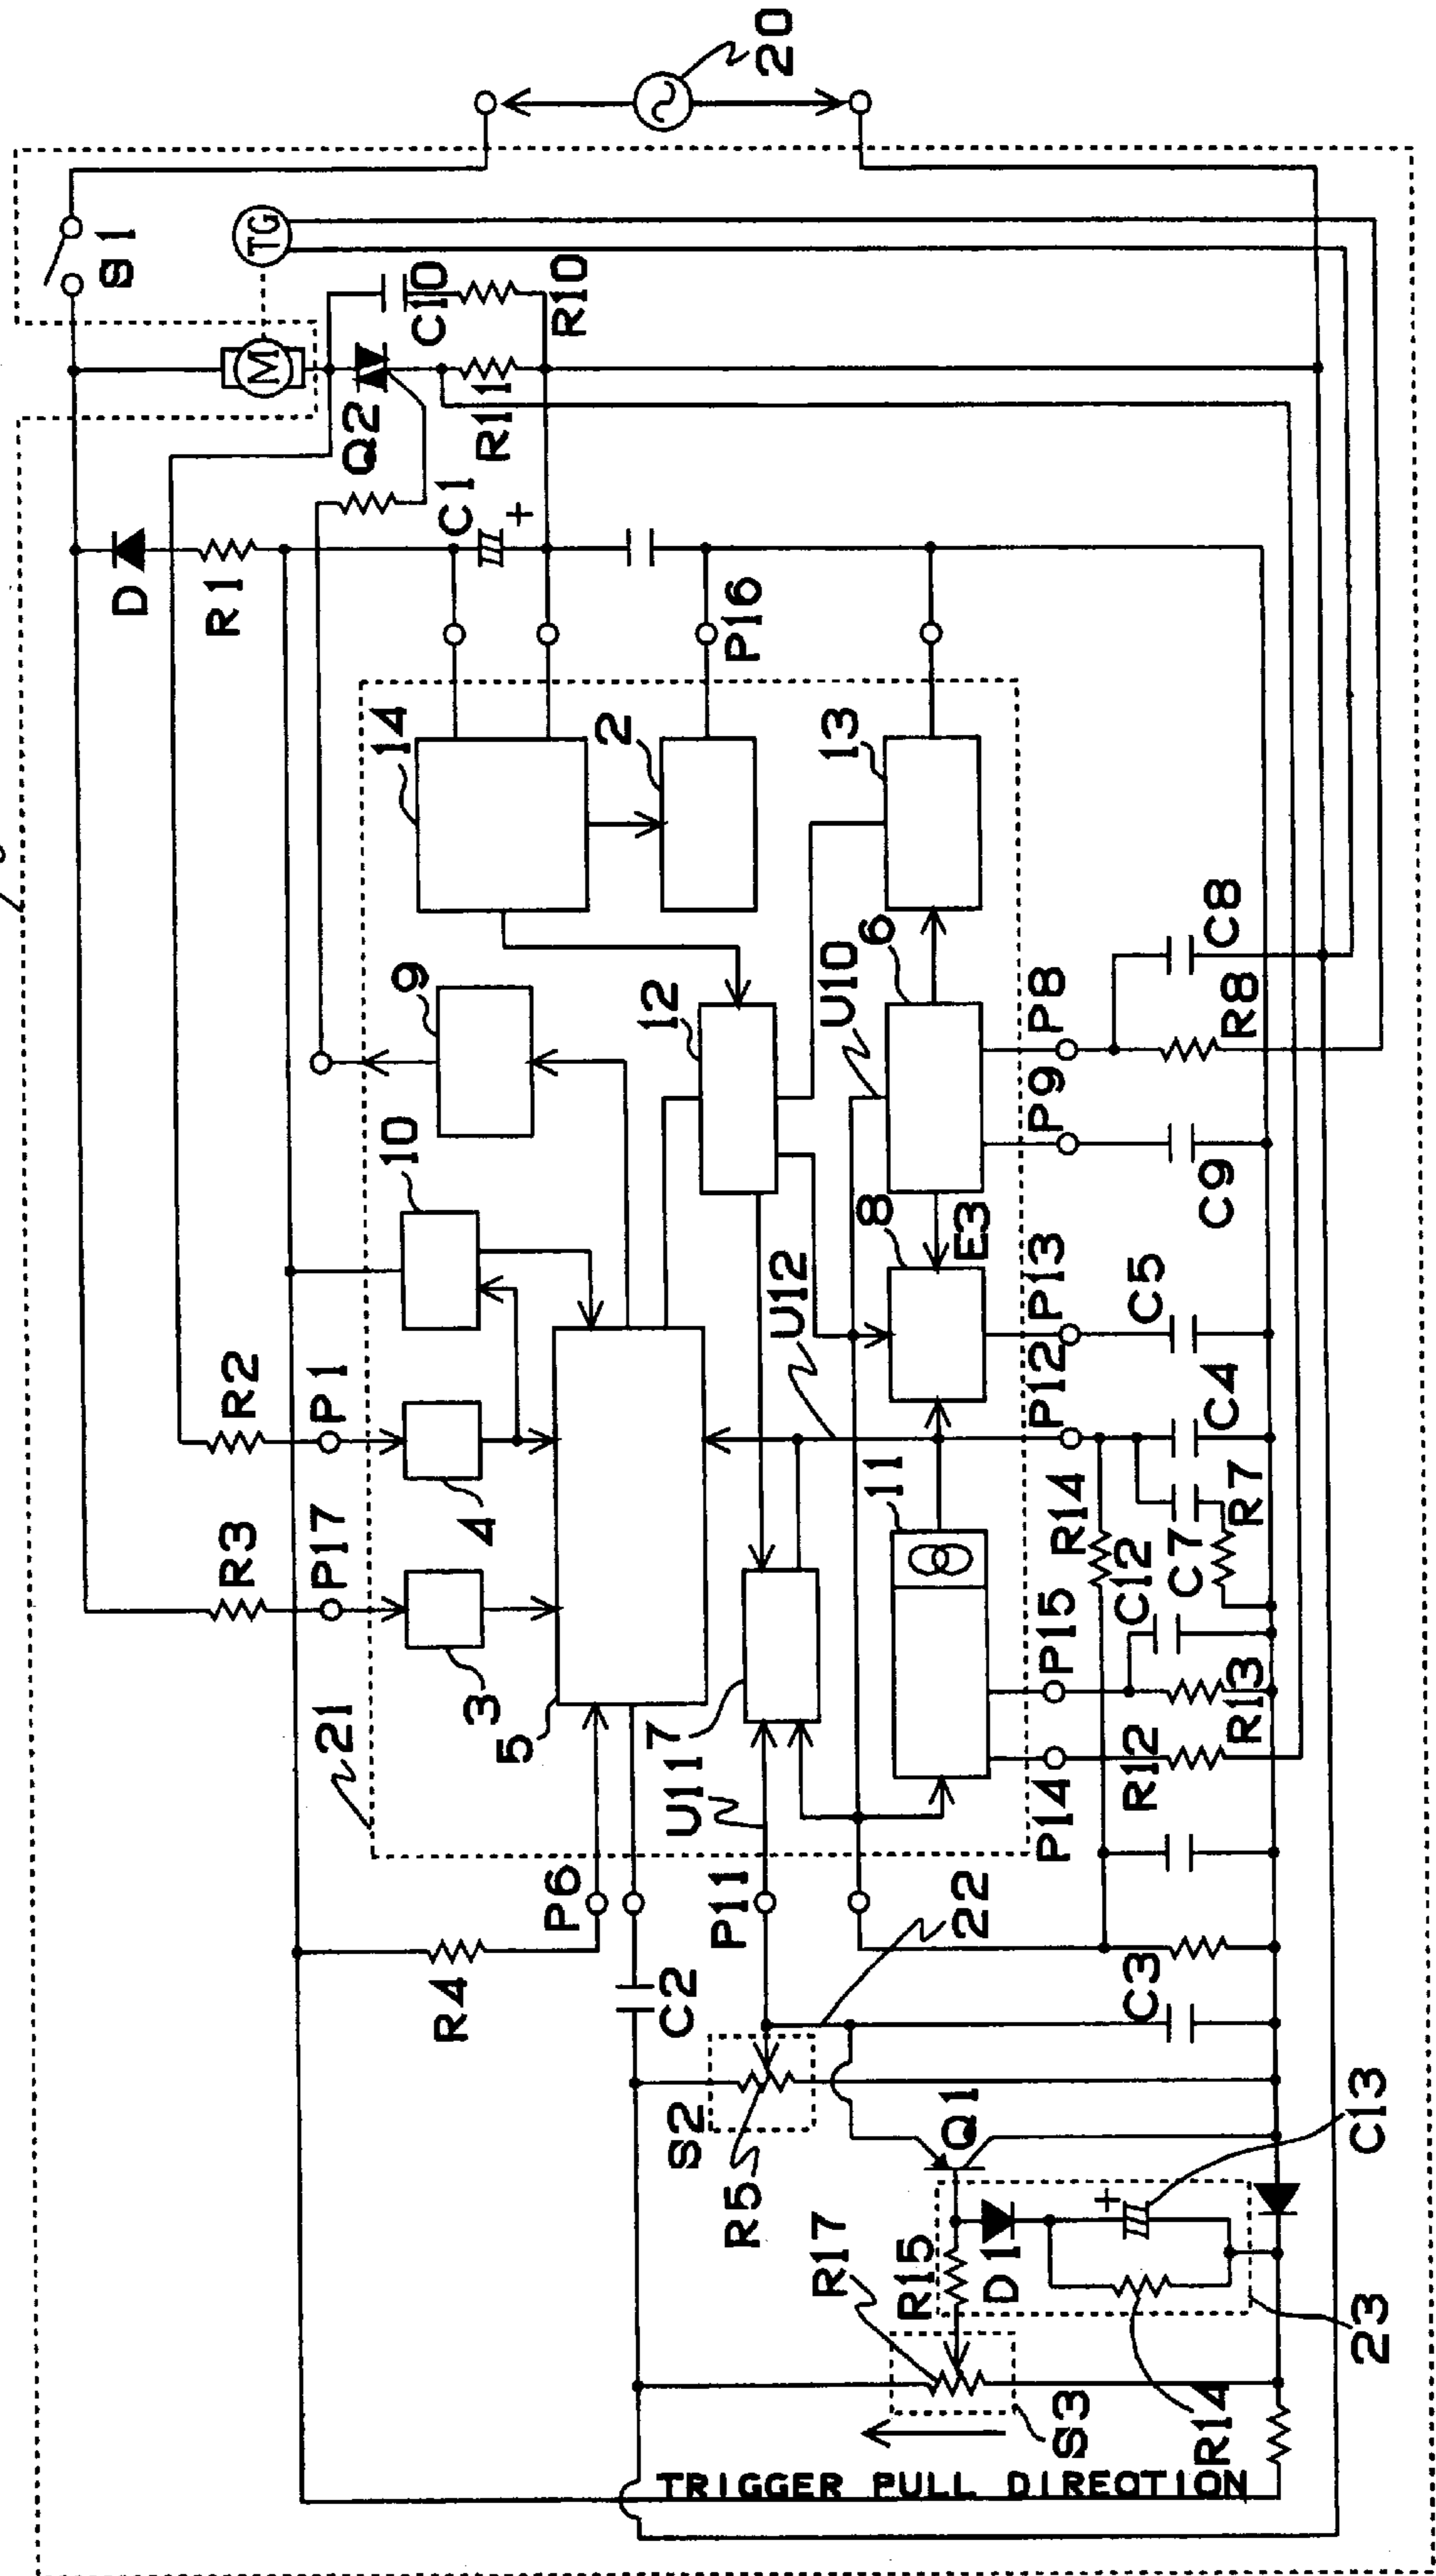 20
S1
TG
C10
R10
M
Q2
R11
C1
+
D
R1
P16
14
2
13
9
12
U10
6
P8
C8
R8
P9
10
C9
8
E3
U12
P13
C5
R2
P1
P12
C4
4
11
R14
R7
C7
R3
P17
C12
P15
3
5
7
R13
21
U11
R12
P14
P6
P11
22
R4
C2
C3
S2
R5
Q1
C13
+
R17
R15
D1
23
S3
R14
TRIGGER PULL DIRECTION